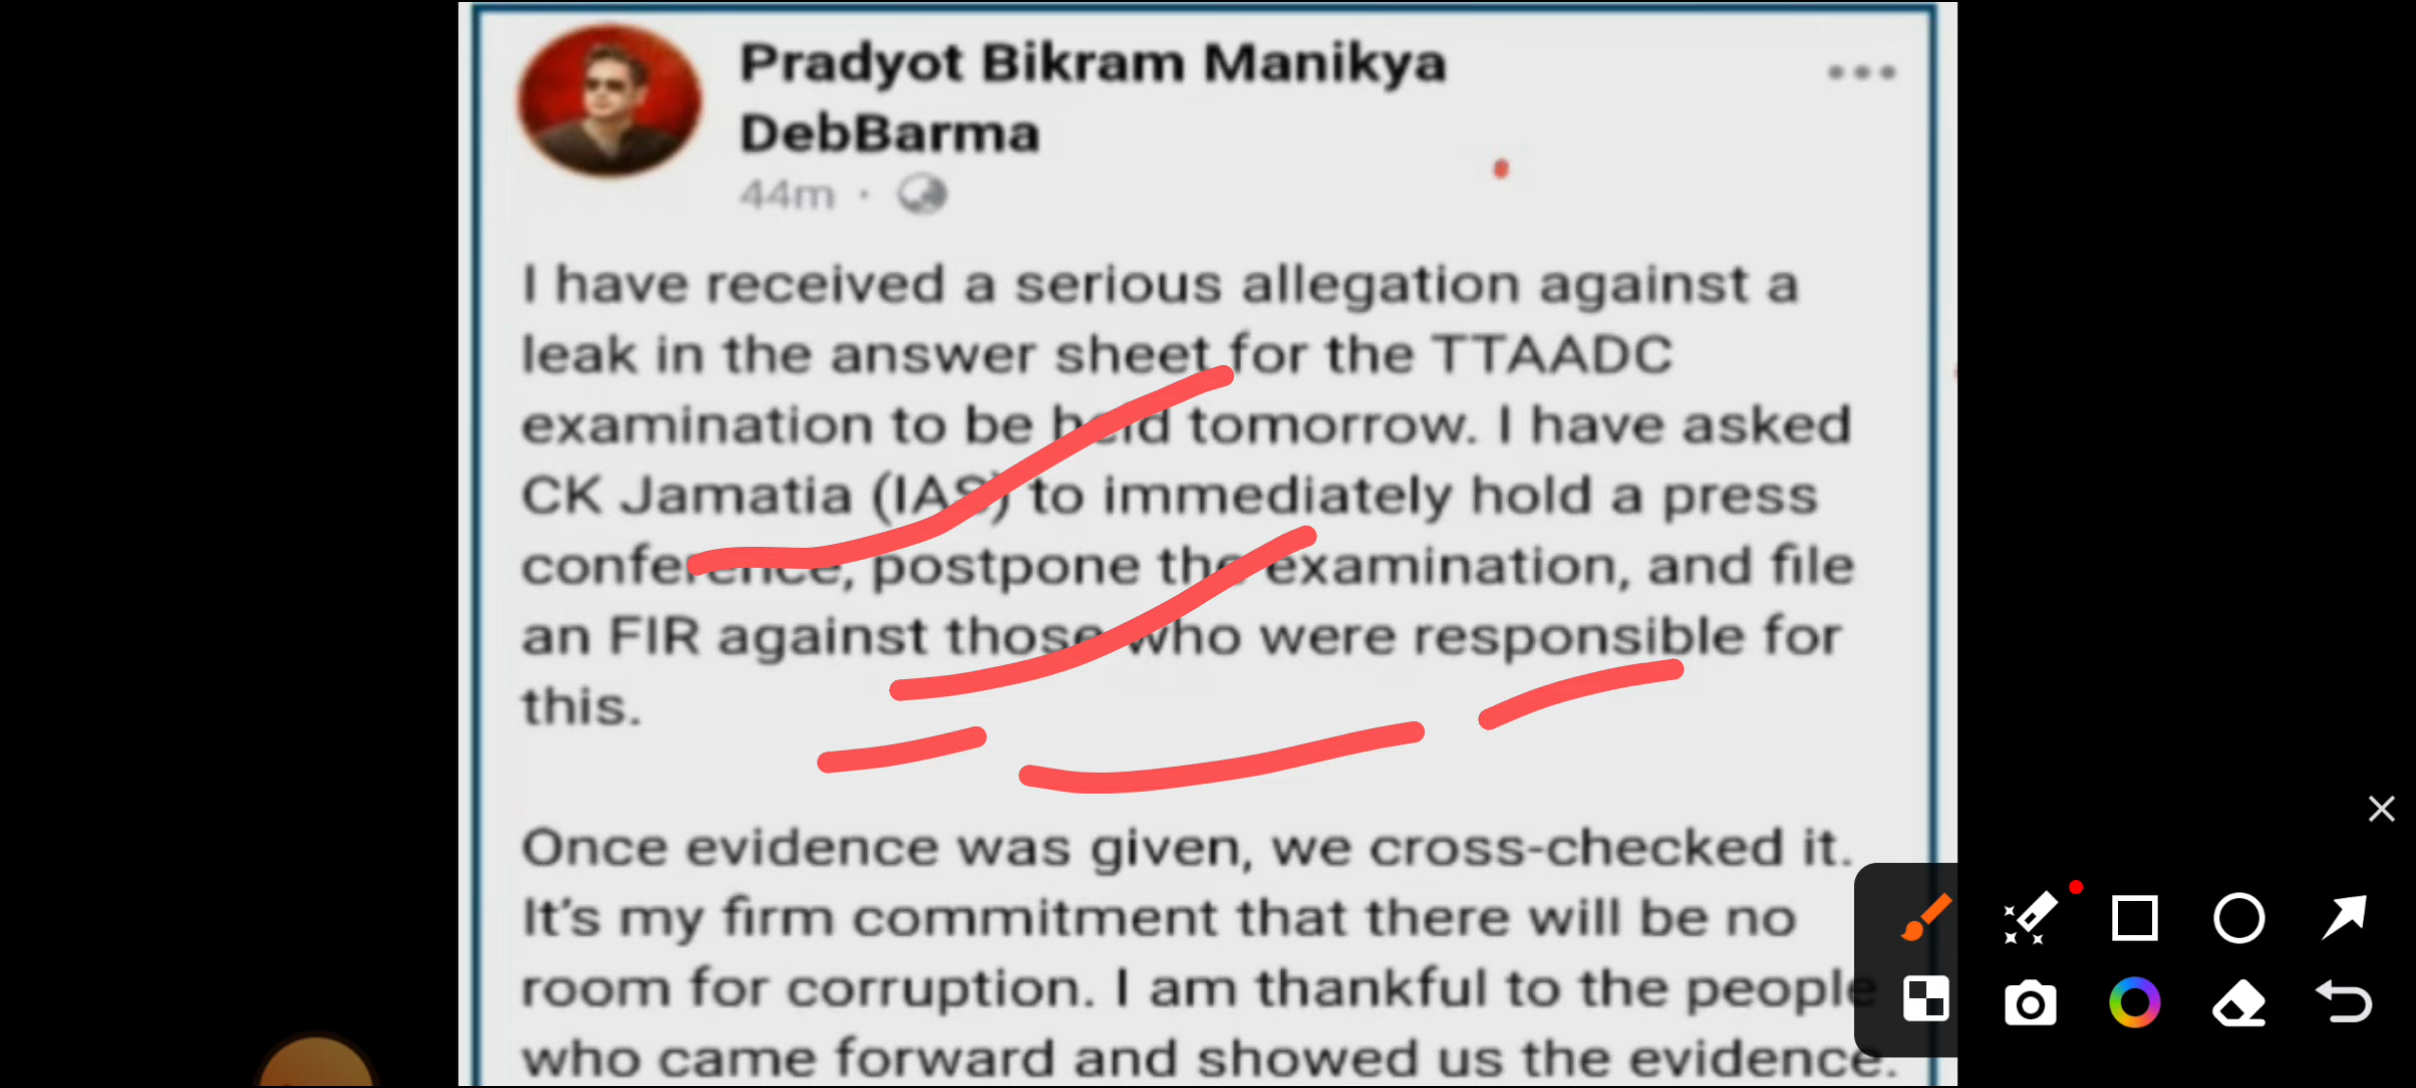 Pradyot Bikram Manikya
DebBarma
44m ·
I have received a serious allegation against a
leak in the answer sheet for the TTAADC
examination to be held tomorrow. I have asked
CK Jamatia (IAS) to immediately hold a press
conference, postpone the examination, and file
an FIR against those who were responsible for
this.
Once evidence was given, we cross-checked it.
It's my firm commitment that there will be no
room for corruption. I am thankful to the people
who came forward and showed us the evidence.